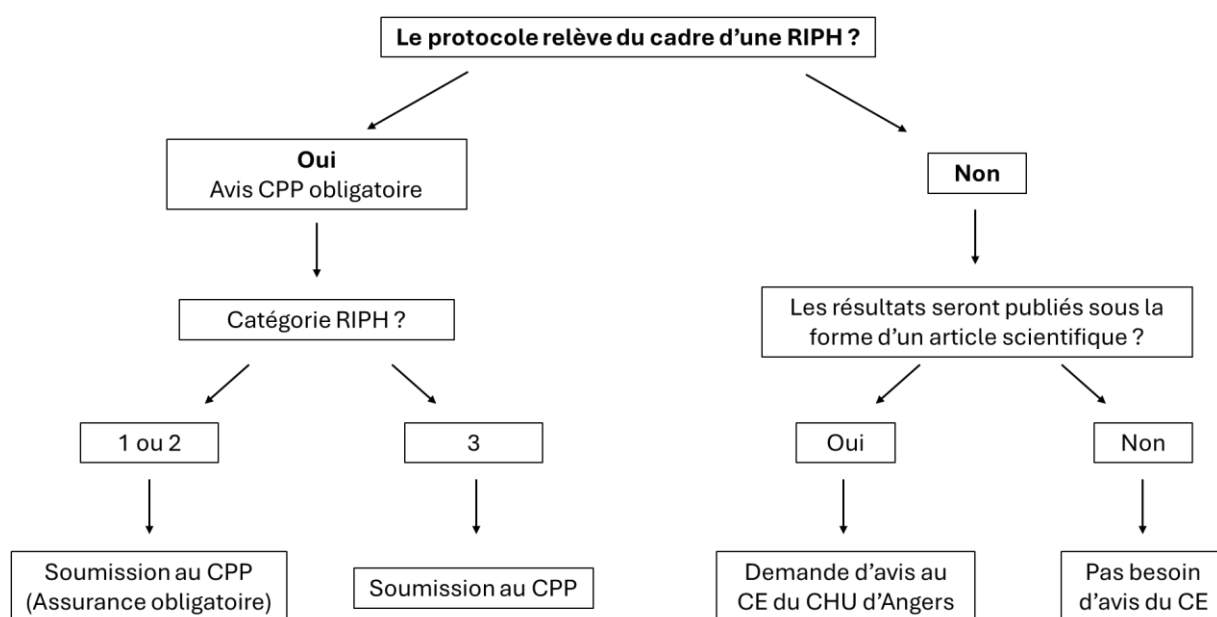 Le protocole relève du cadre d’une RIPH ?
Oui
Avis CPP obligatoire
Non
Catégorie RIPH ?
Les résultats seront publiés sous la
forme d’un article scientifique ?
1 ou 2
3
Oui
Non
Soumission au CPP
(Assurance obligatoire)
Soumission au CPP
Demande d’avis au
CE du CHU d’Angers
Pas besoin
d’avis du CE